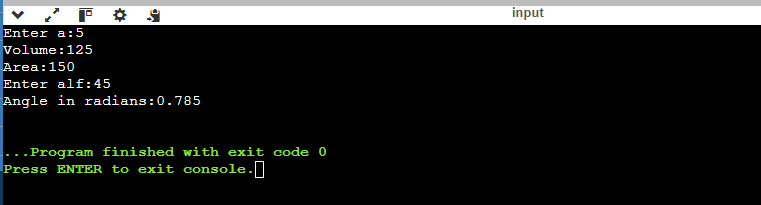 input
Enter a:5
Volume:125
Area:150
Enter alf:45
Angle in radians:0.785
...Program finished with exit code 0
Press ENTER to exit console.